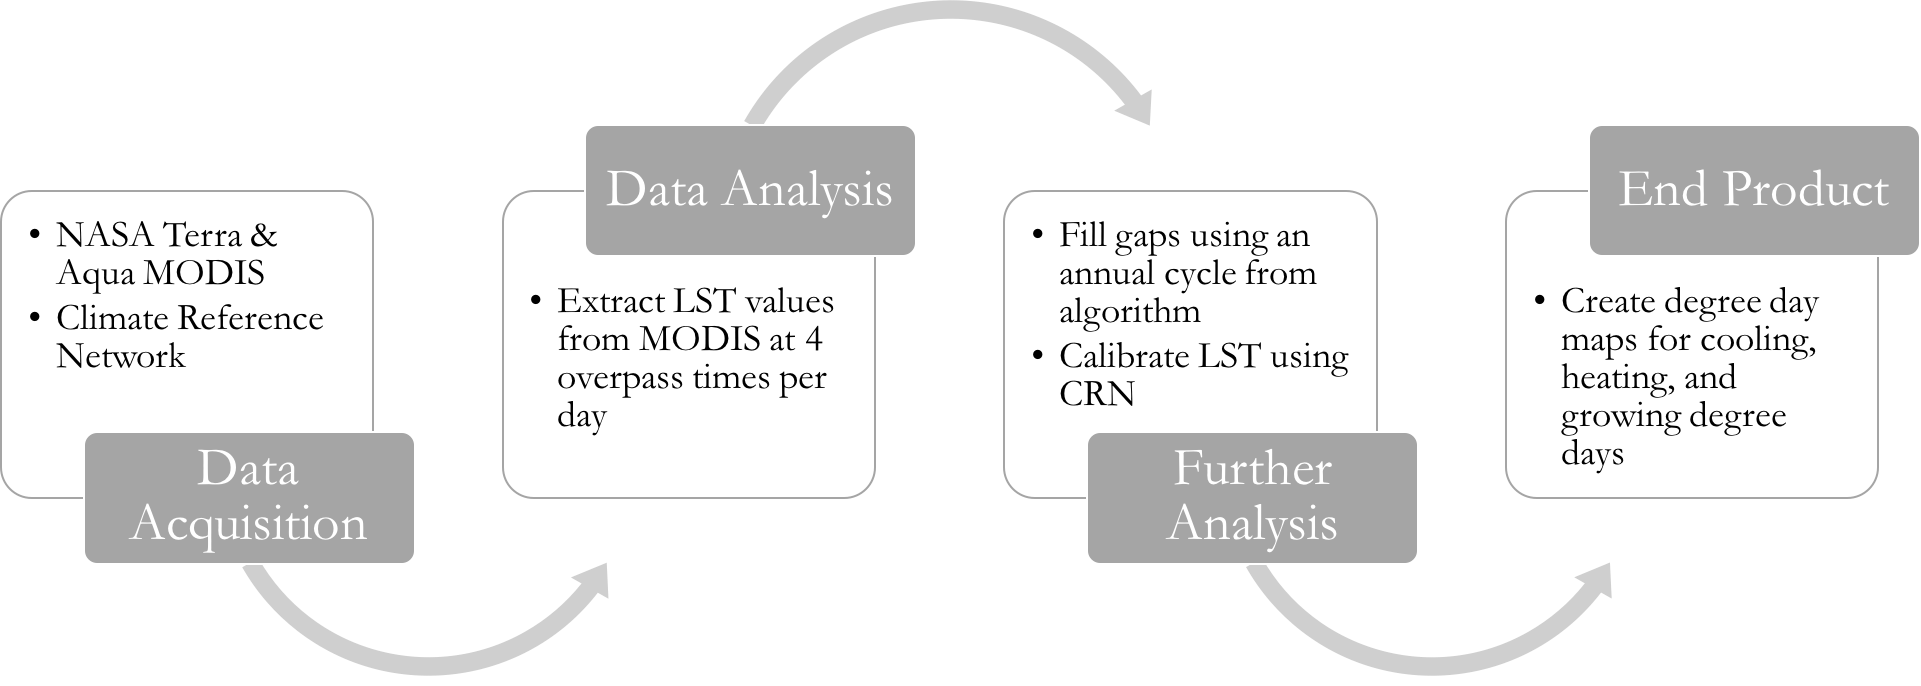 • NASA Terra &
Aqua MODIS
• Climate Reference
Network
Data
Acquisition
Data Analysis
• Extract LST values
from MODIS at 4
overpass times per
day
• Fill gaps using an
annual cycle from
algorithm
• Calibrate LST using
CRN
Further
Analysis
End Product
• Create degree day
maps for cooling,
heating, and
growing degree
days